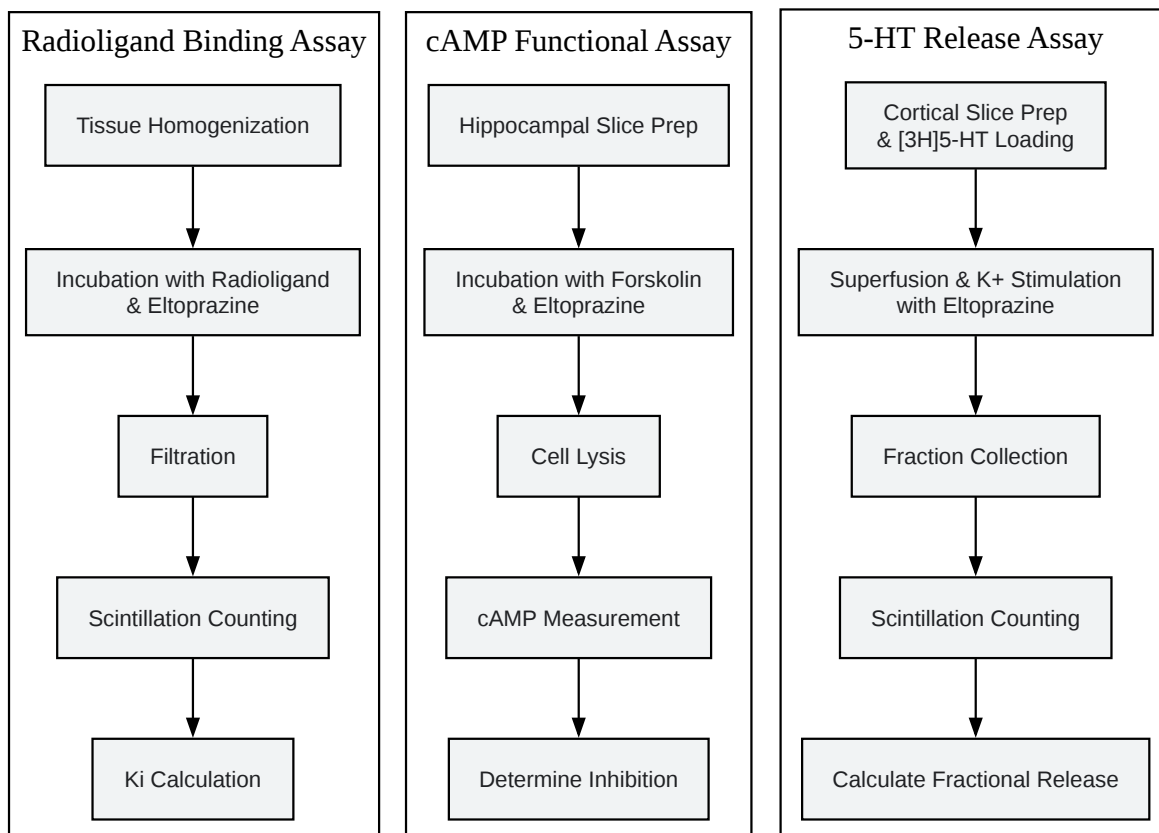 Radioligand Binding Assay
Tissue Homogenization
Incubation with Radioligand
& Eltoprazine
Filtration
Scintillation Counting
Ki Calculation
cAMP Functional Assay
Hippocampal Slice Prep
Incubation with Forskolin
& Eltoprazine
Cell Lysis
cAMP Measurement
Determine Inhibition
5-HT Release Assay
Cortical Slice Prep
& [3H]5-HT Loading
Superfusion & K+ Stimulation
with Eltoprazine
Fraction Collection
Scintillation Counting
Calculate Fractional Release